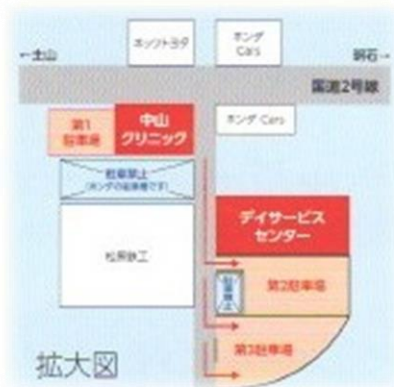 ネッツトヨタ
ホンダ
Cars
←土山
明石→
国道2号線
第1
駐車場
中山
クリニック
ホンダ Cars
駐車禁止
(ホンダの駐車場です)
デイサービス
センター
松原鉄工
駐車禁止
第2駐車場
第3駐車場
拡大図